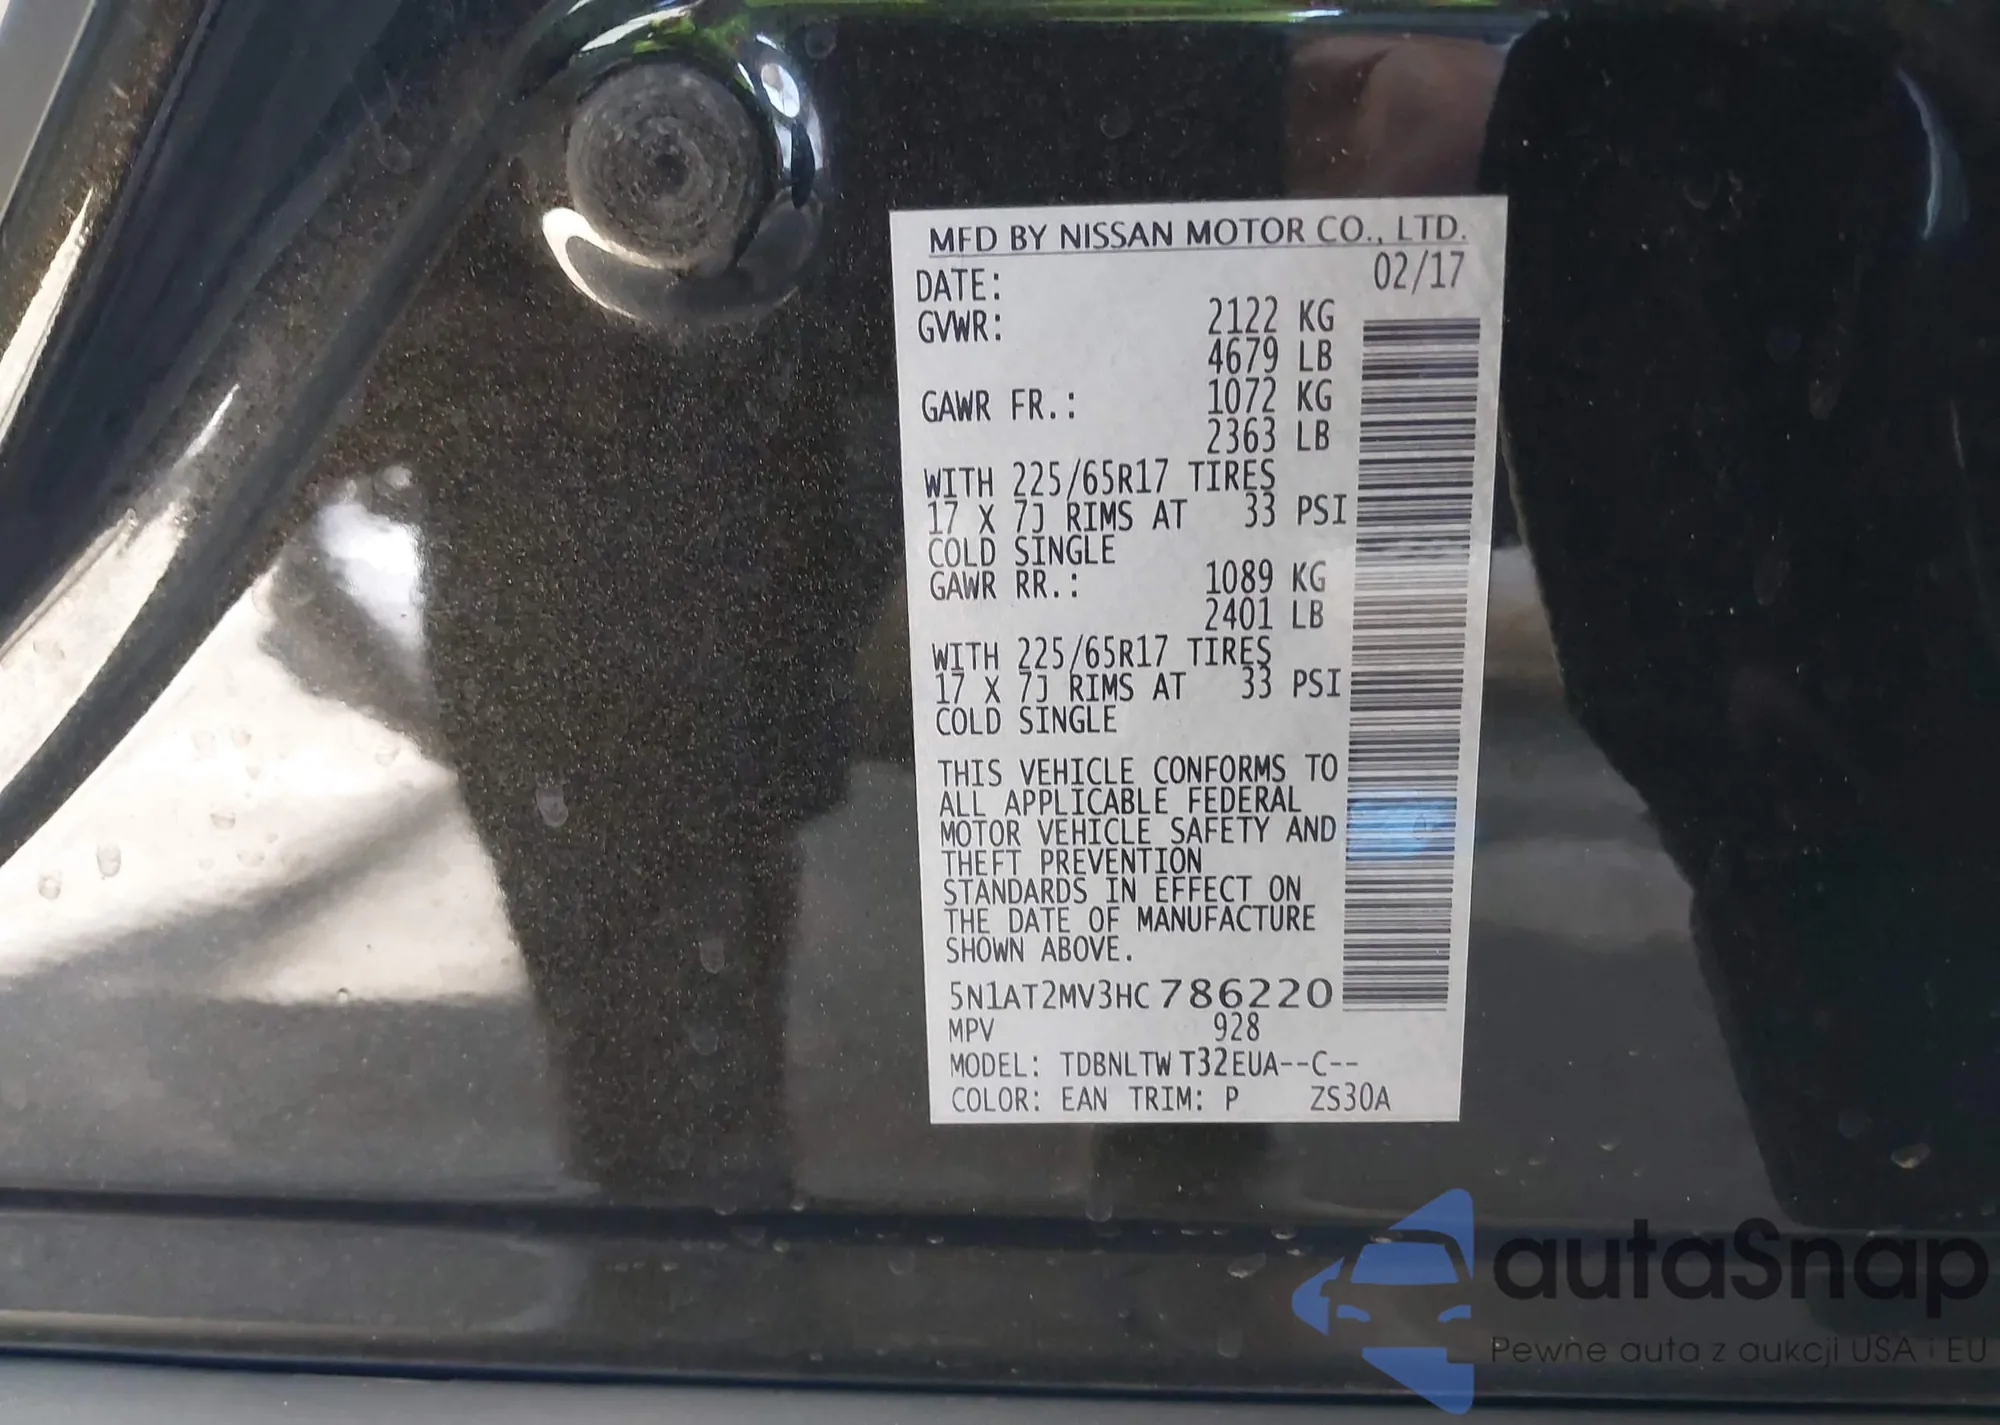 MFD BY NISSAN MOTOR CO., LTD.
DATE: 02/17
GVWR: 2122 KG
4679 LB
GAWR FR.: 1072 KG
2363 LB
WITH 225/65R17 TIRES
17 X 7J RIMS AT 33 PSI
COLD SINGLE
GAWR RR.: 1089 KG
2401 LB
WITH 225/65R17 TIRES
17 X 7J RIMS AT 33 PSI
COLD SINGLE
THIS VEHICLE CONFORMS TO
ALL APPLICABLE FEDERAL
MOTOR VEHICLE SAFETY AND
THEFT PREVENTION
STANDARDS IN EFFECT ON
THE DATE OF MANUFACTURE
SHOWN ABOVE.
5N1AT2MV3HC786220
MPV 928
MODEL: TDBNLTW T32EUA--C--
COLOR: EAN TRIM: P ZS30A
autaSnap
Pewne auta z aukcji USA i EU